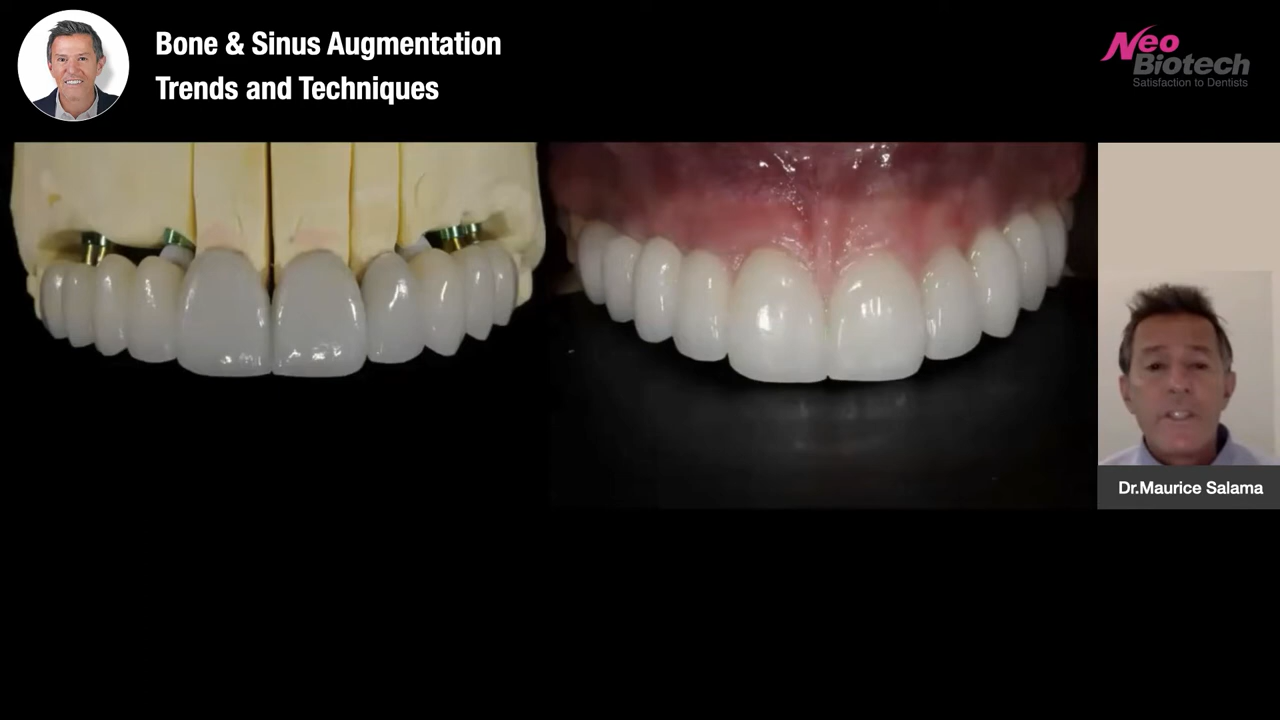 Bone & Sinus Augmentation
Trends and Techniques
Neo
Biotech
Satisfaction to Dentists
Dr.Maurice Salama